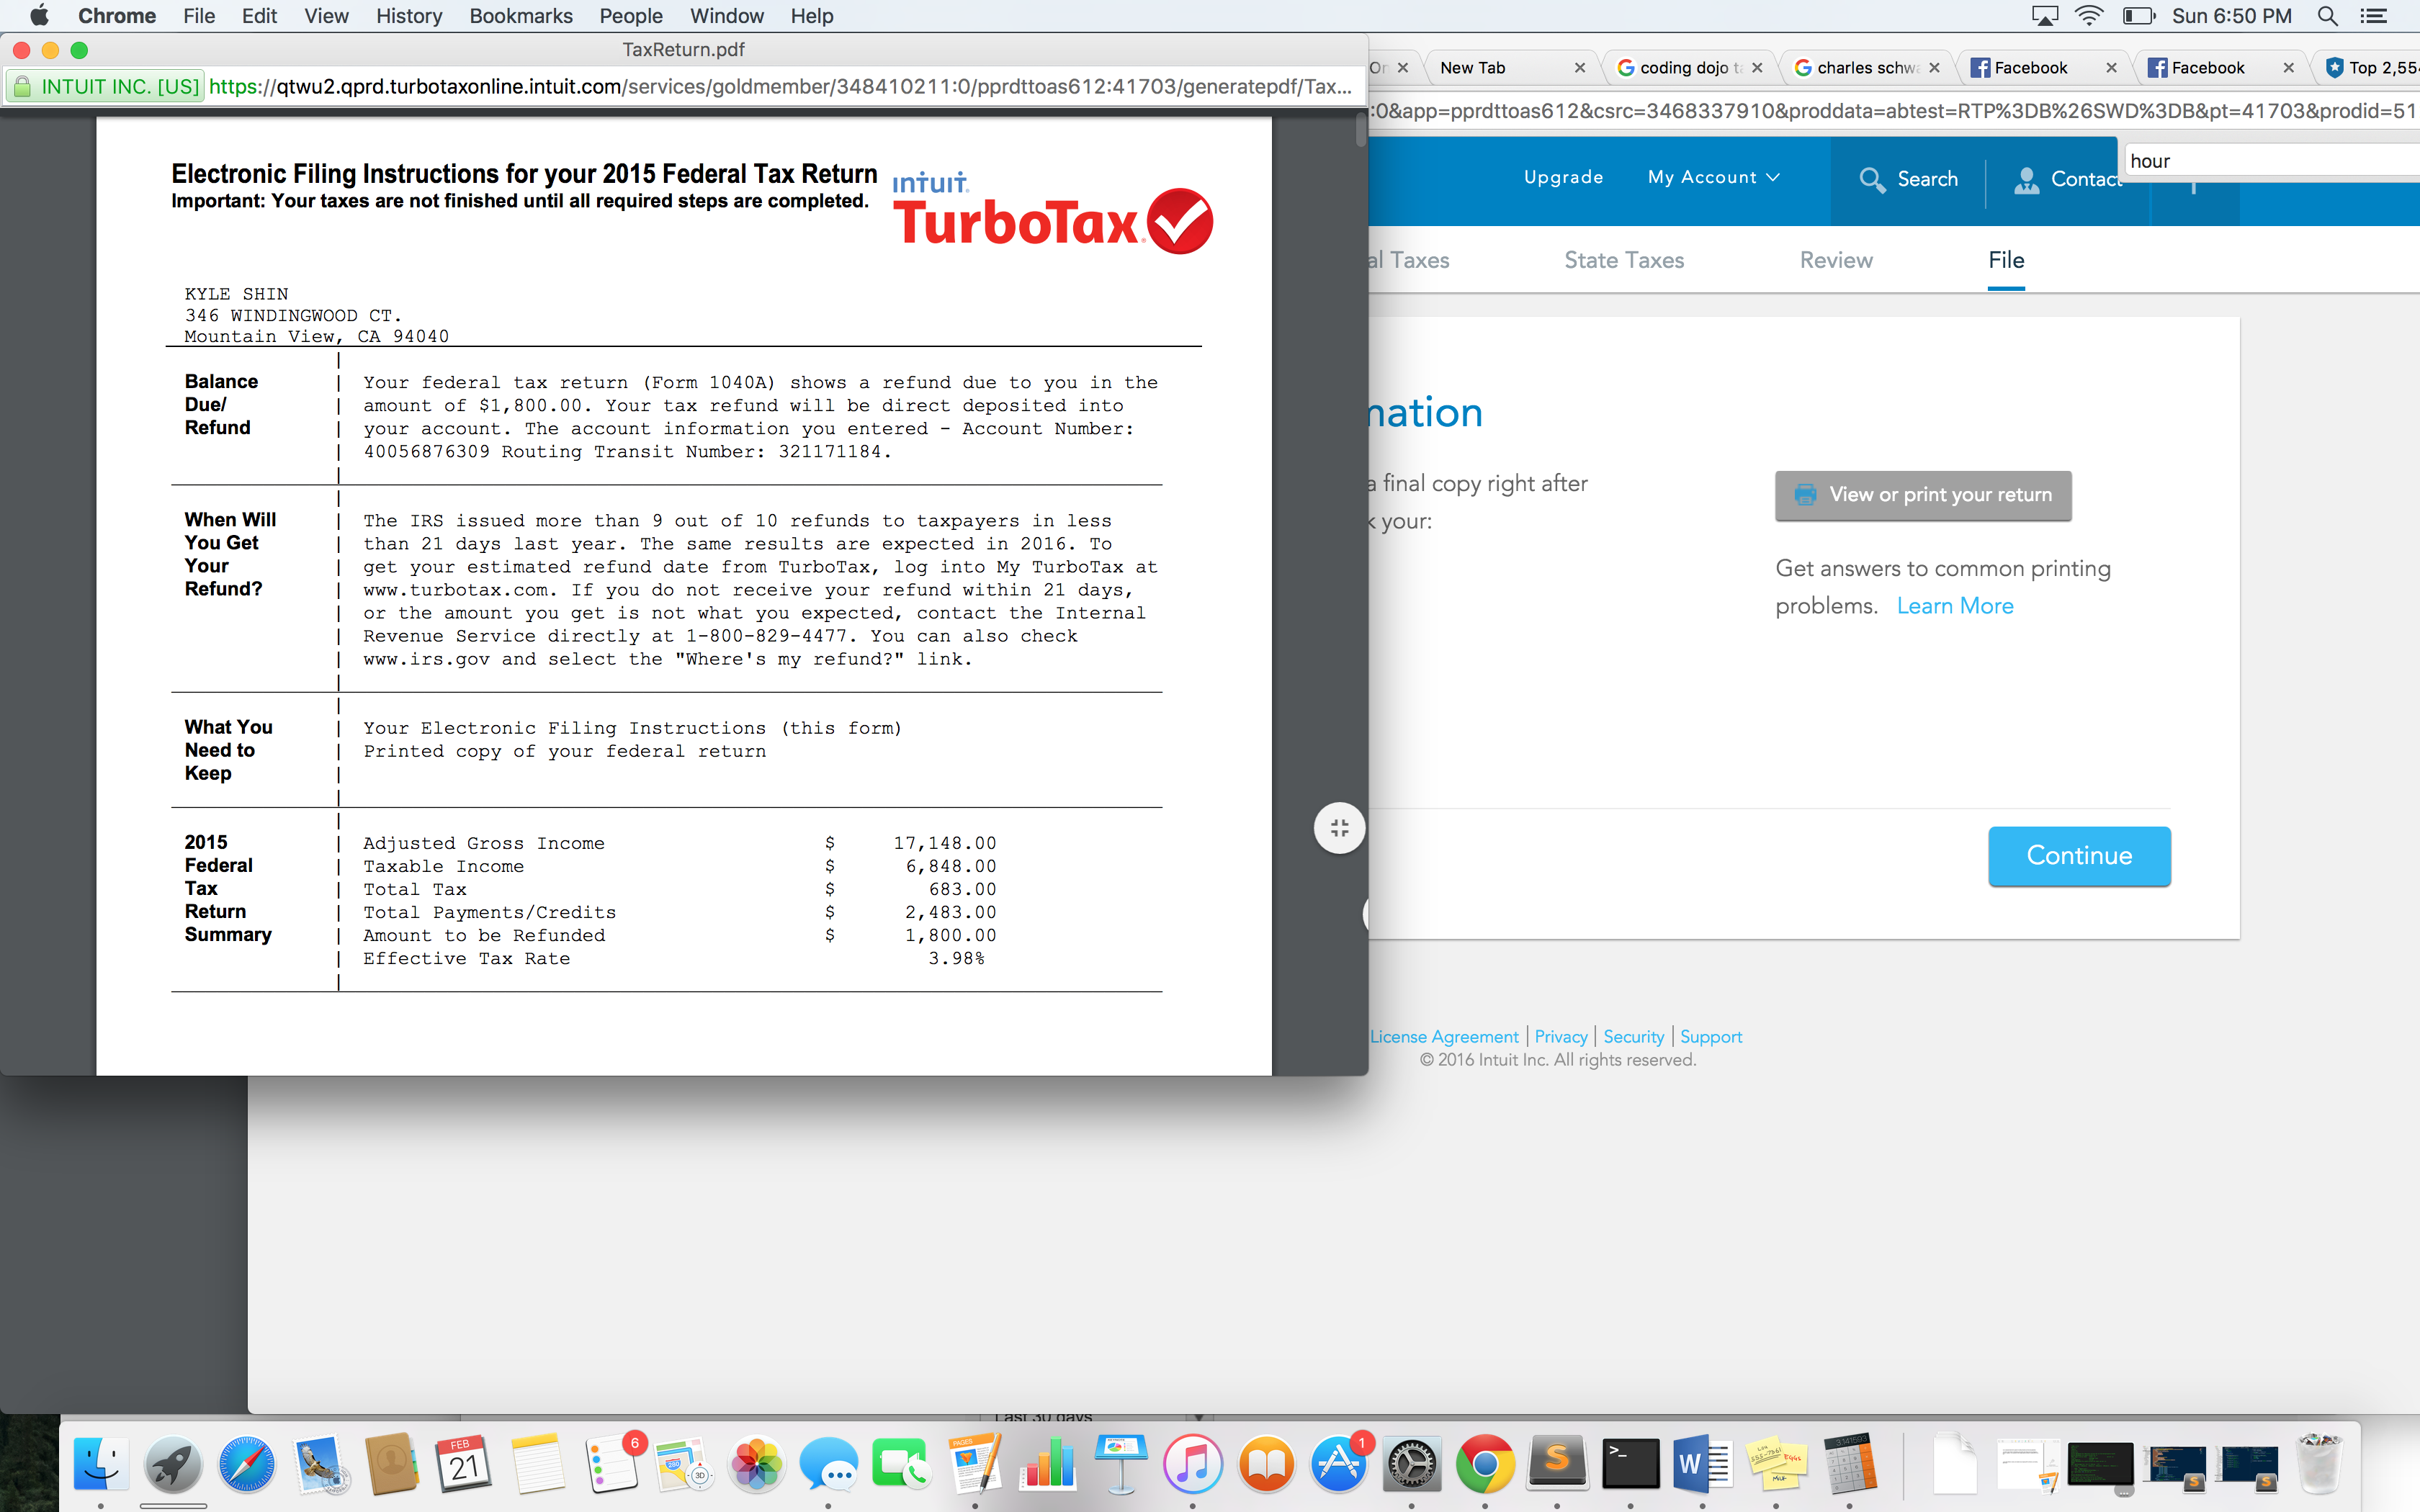 Chrome File Edit View History Bookmarks People Window Help Sun 6:50 PM
TaxReturn.pdf
INTUIT INC. [US] https://qtwu2.qprd.turbotaxonline.intuit.com/services/goldmember/348410211:0/pprdttoas612:41703/generatepdf/Tax...
New Tab coding dojo charles schw Facebook Facebook Top 2,55
:0&app=pprdttoas612&csrc=3468337910&proddata=abtest=RTP%3DB%26SWD%3DB&pt=41703&prodid=51
hour
Upgrade My Account Search Contact
al Taxes State Taxes Review File
Electronic Filing Instructions for your 2015 Federal Tax Return
Important: Your taxes are not finished until all required steps are completed.
intuit.
TurboTax
KYLE SHIN
346 WINDINGWOOD CT.
Mountain View, CA 94040
Balance
Due/
Refund
Your federal tax return (Form 1040A) shows a refund due to you in the
amount of $1,800.00. Your tax refund will be direct deposited into
your account. The account information you entered - Account Number:
40056876309 Routing Transit Number: 321171184.
When Will
You Get
Your
Refund?
The IRS issued more than 9 out of 10 refunds to taxpayers in less
than 21 days last year. The same results are expected in 2016. To
get your estimated refund date from TurboTax, log into My TurboTax at
www.turbotax.com. If you do not receive your refund within 21 days,
or the amount you get is not what you expected, contact the Internal
Revenue Service directly at 1-800-829-4477. You can also check
www.irs.gov and select the "Where's my refund?" link.
What You
Need to
Keep
Your Electronic Filing Instructions (this form)
Printed copy of your federal return
2015
Federal
Tax
Return
Summary
Adjusted Gross Income $ 17,148.00
Taxable Income $ 6,848.00
Total Tax $ 683.00
Total Payments/Credits $ 2,483.00
Amount to be Refunded $ 1,800.00
Effective Tax Rate 3.98%
mation
a final copy right after
k your:
View or print your return
Get answers to common printing
problems. Learn More
Continue
License Agreement | Privacy | Security | Support
© 2016 Intuit Inc. All rights reserved.
Last 30 days
FEB
21
6
280
3D
PAGES
1
S
>_
W
Eggs
Milk